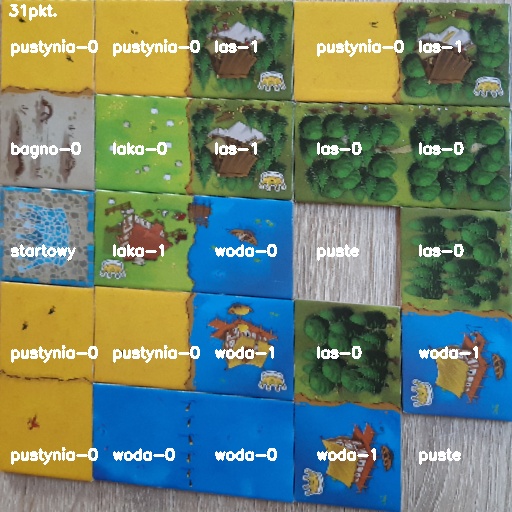 31pkt.
pustynia-0 pustynia-0 las-1 pustynia-0 las-1
bagno-0 laka-0 las-1 las-0 las-0
startowy laka-1 woda-0 puste las-0
pustynia-0 pustynia-0 woda-1 las-0 woda-1
pustynia-0 woda-0 woda-0 woda-1 puste